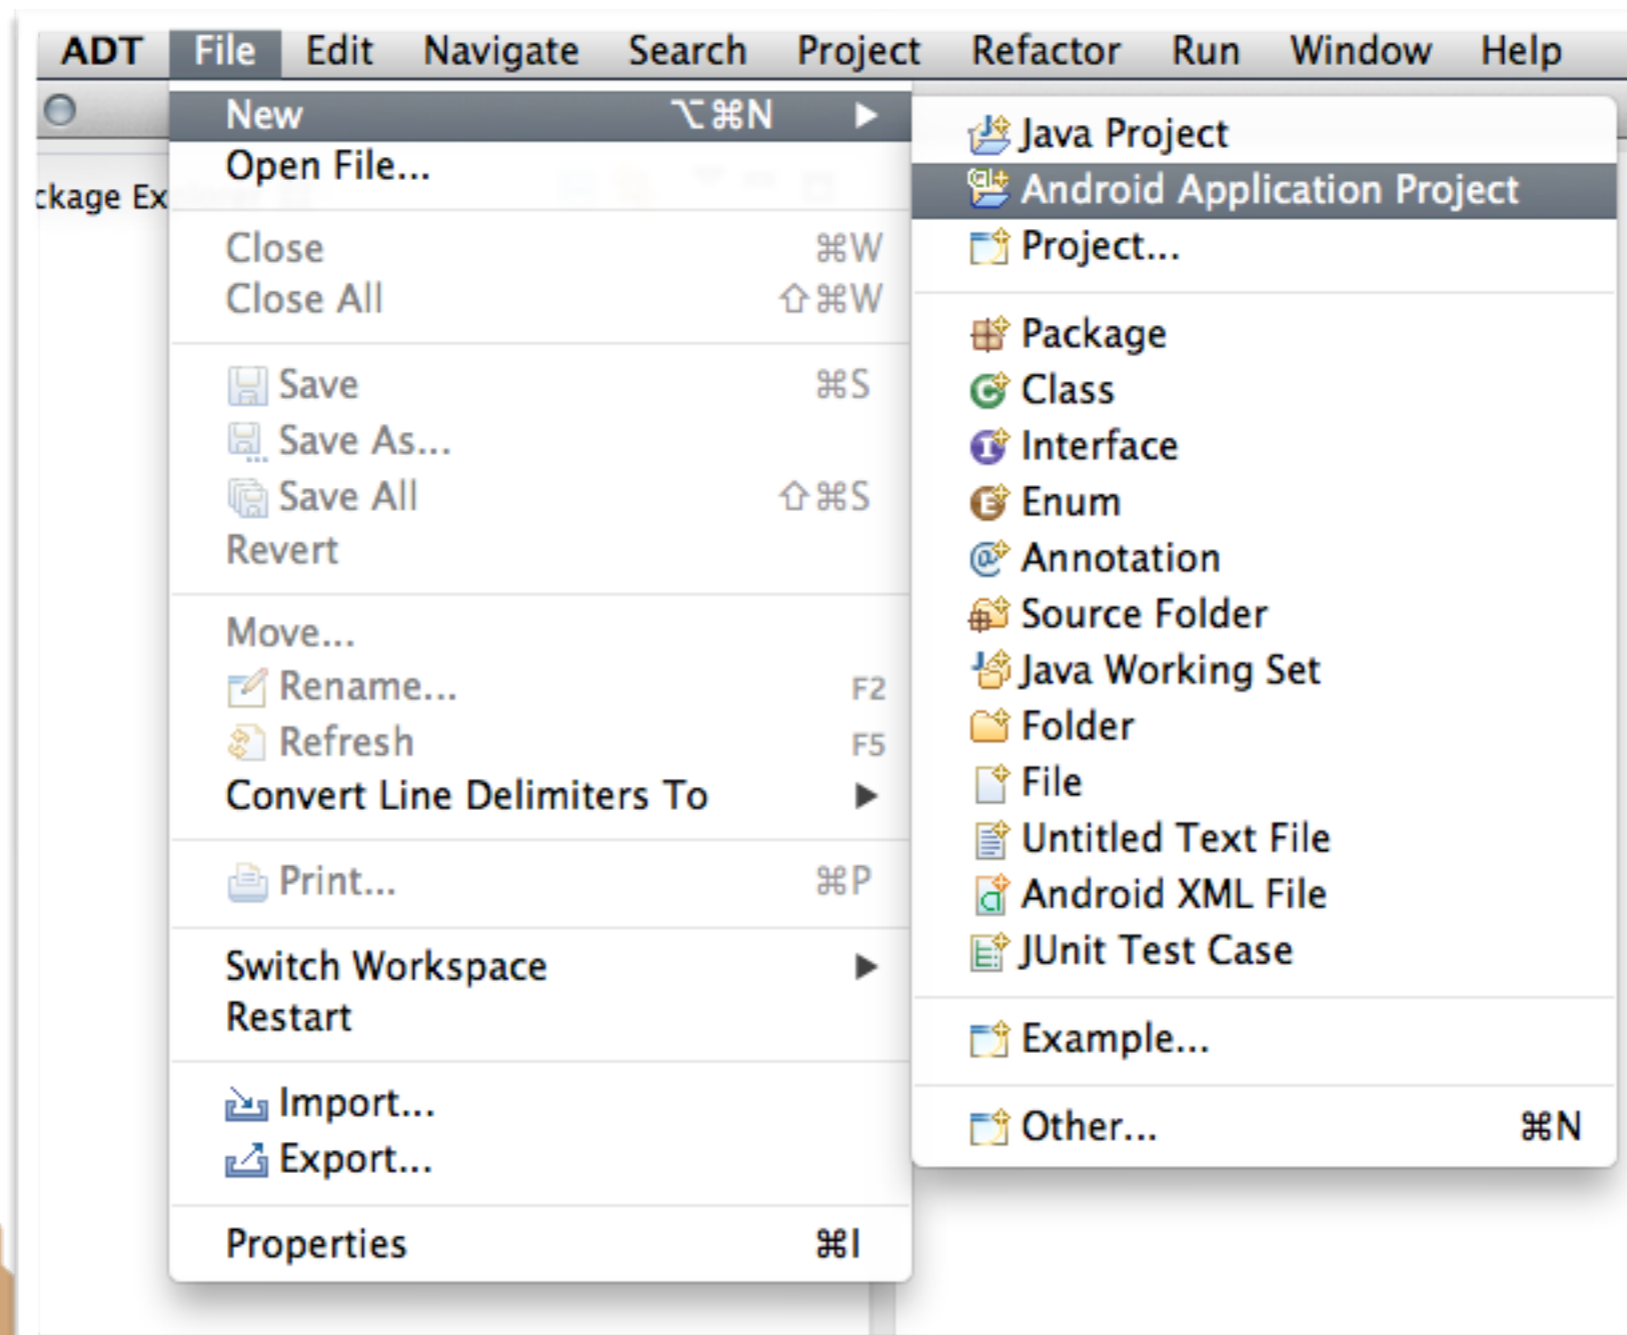 ADT File Edit Navigate Search Project Refactor Run Window Help
New ⌥⌘N ▶
Open File...
ckage Ex
Close ⌘W
Close All ⇧⌘W
Save ⌘S
Save As...
Save All ⇧⌘S
Revert
Move...
Rename... F2
Refresh F5
Convert Line Delimiters To ▶
Print... ⌘P
Switch Workspace ▶
Restart
Import...
Export...
Properties ⌘I
Java Project
Android Application Project
Project...
Package
Class
Interface
Enum
Annotation
Source Folder
Java Working Set
Folder
File
Untitled Text File
Android XML File
JUnit Test Case
Example...
Other... ⌘N